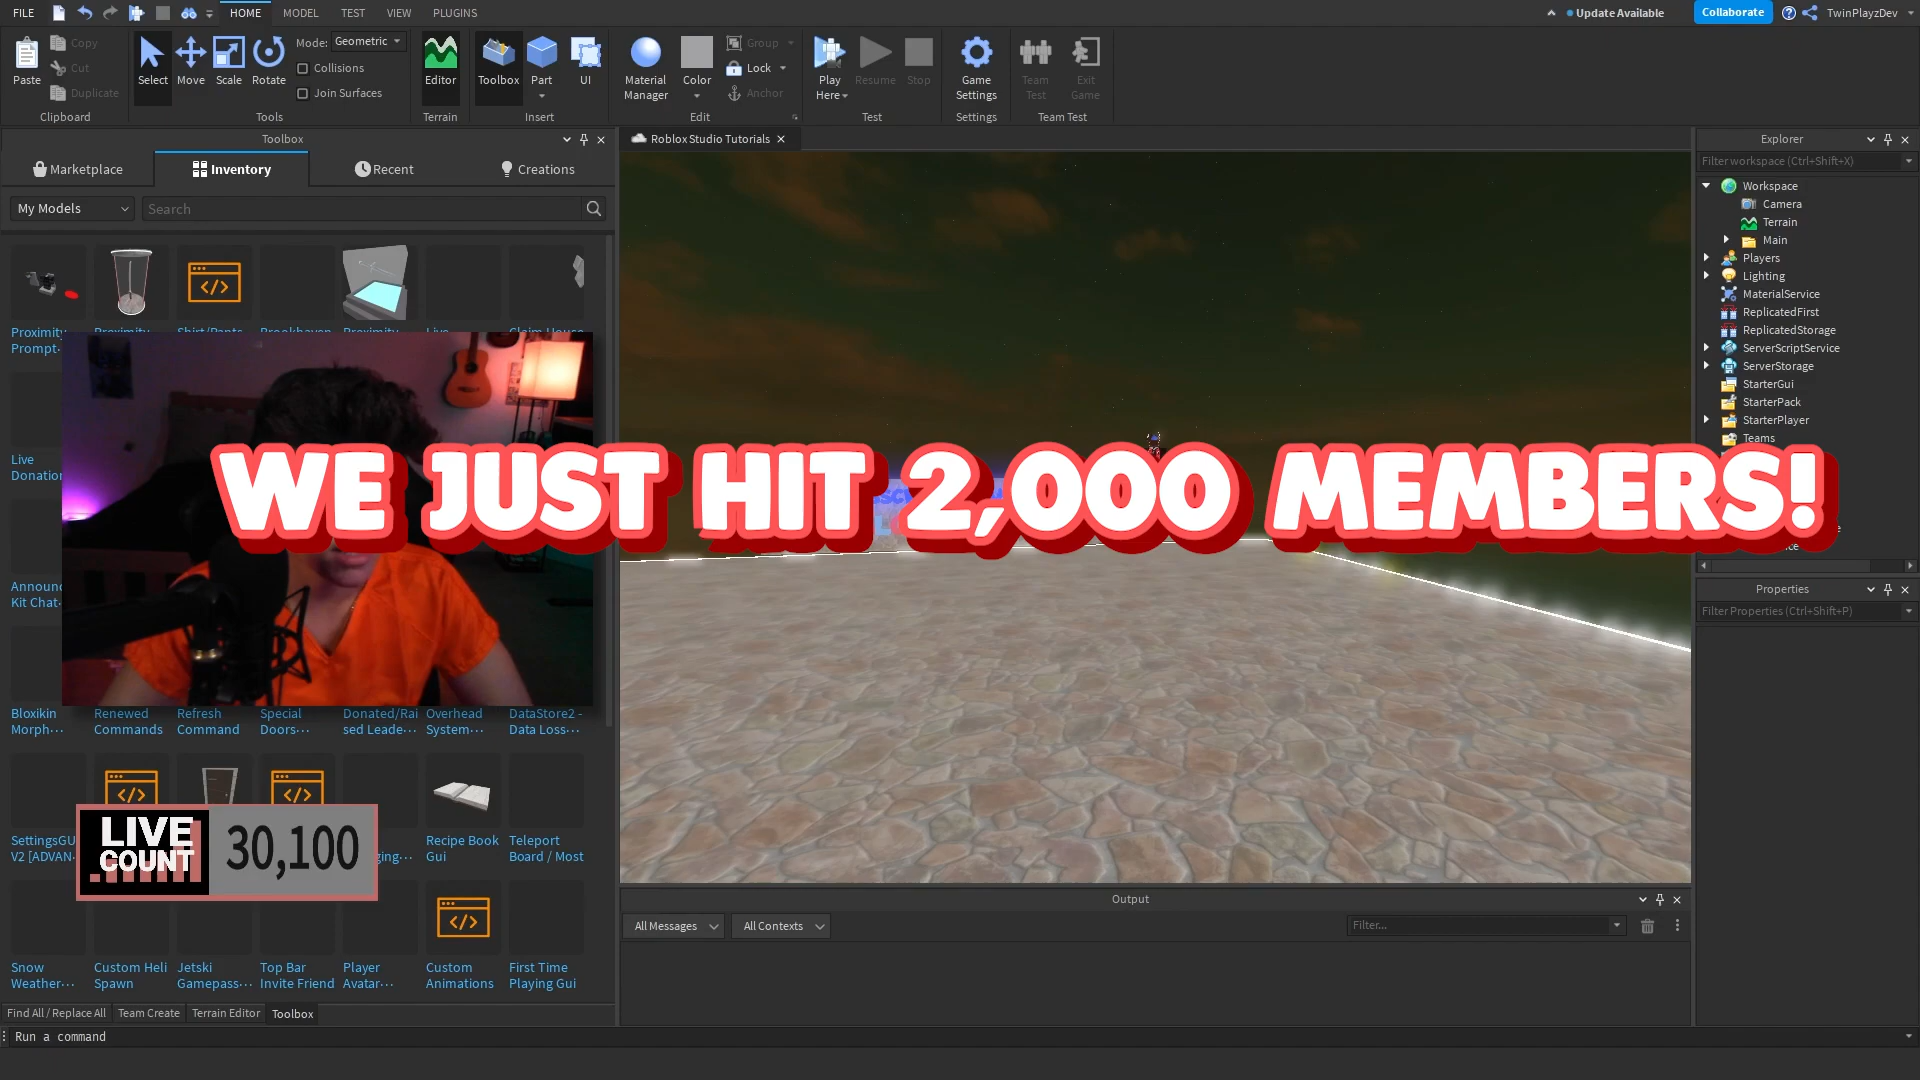 FILE
HOME
MODEL
TEST
VIEW
PLUGINS
Update Available
Collaborate
TwinPlayzDev
Paste
Copy
Cut
Duplicate
Clipboard
Select
Move
Scale
Rotate
Mode: Geometric
Collisions
Join Surfaces
Tools
Editor
Terrain
Toolbox
Part
UI
Insert
Material
Manager
Color
Group
Lock
Anchor
Edit
Play
Here
Resume
Stop
Test
Game
Settings
Settings
Team
Test
Exit
Game
Team Test
Toolbox
Marketplace
Inventory
Recent
Creations
My Models
Search
Proximity
Prompt...
Live
Donation
Kit Chat
Bloxikin
Morph...
Renewed
Commands
Refresh
Command
Special
Doors...
Donated/Rai
sed Leade...
Overhead
System...
DataStore2 -
Data Loss...
SettingsGU
V2 [ADVAN
Recipe Book
Gui
Teleport
Board / Most
Snow
Weather...
Custom Heli
Spawn
Jetski
Gamepass...
Top Bar
Invite Friend
Player
Avatar...
Custom
Animations
First Time
Playing Gui
LIVE
COUNT
30,100
Find All / Replace All
Team Create
Terrain Editor
Toolbox
Run a command
Roblox Studio Tutorials
WE JUST HIT 2,000 MEMBERS!
Output
All Messages
All Contexts
Filter...
Explorer
Filter workspace (Ctrl+Shift+X)
Workspace
Camera
Terrain
Main
Players
Lighting
MaterialService
ReplicatedFirst
ReplicatedStorage
ServerScriptService
ServerStorage
StarterGui
StarterPack
StarterPlayer
Teams
Properties
Filter Properties (Ctrl+Shift+P)